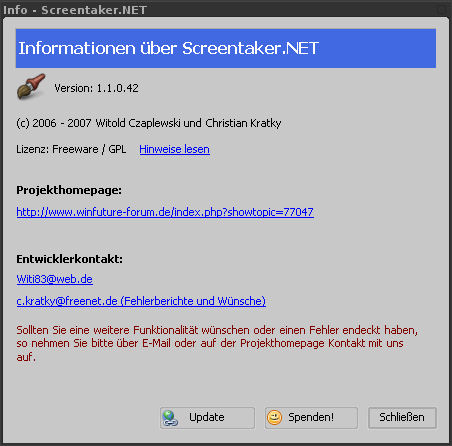 Info - Screentaker.NET
Informationen über Screentaker.NET
Version: 1.1.0.42
(c) 2006 - 2007 Witold Czaplewski und Christian Kratky
Lizenz: Freeware / GPL Hinweise lesen
Projekthomepage:
http://www.winfuture-forum.de/index.php?showtopic=77047
Entwicklerkontakt:
Witi83@web.de
c.kratky@freenet.de (Fehlerberichte und Wünsche)
Sollten Sie eine weitere Funktionalität wünschen oder einen Fehler endeckt haben,
so nehmen Sie bitte über E-Mail oder auf der Projekthomepage Kontakt mit uns
auf.
Update Spenden! Schließen